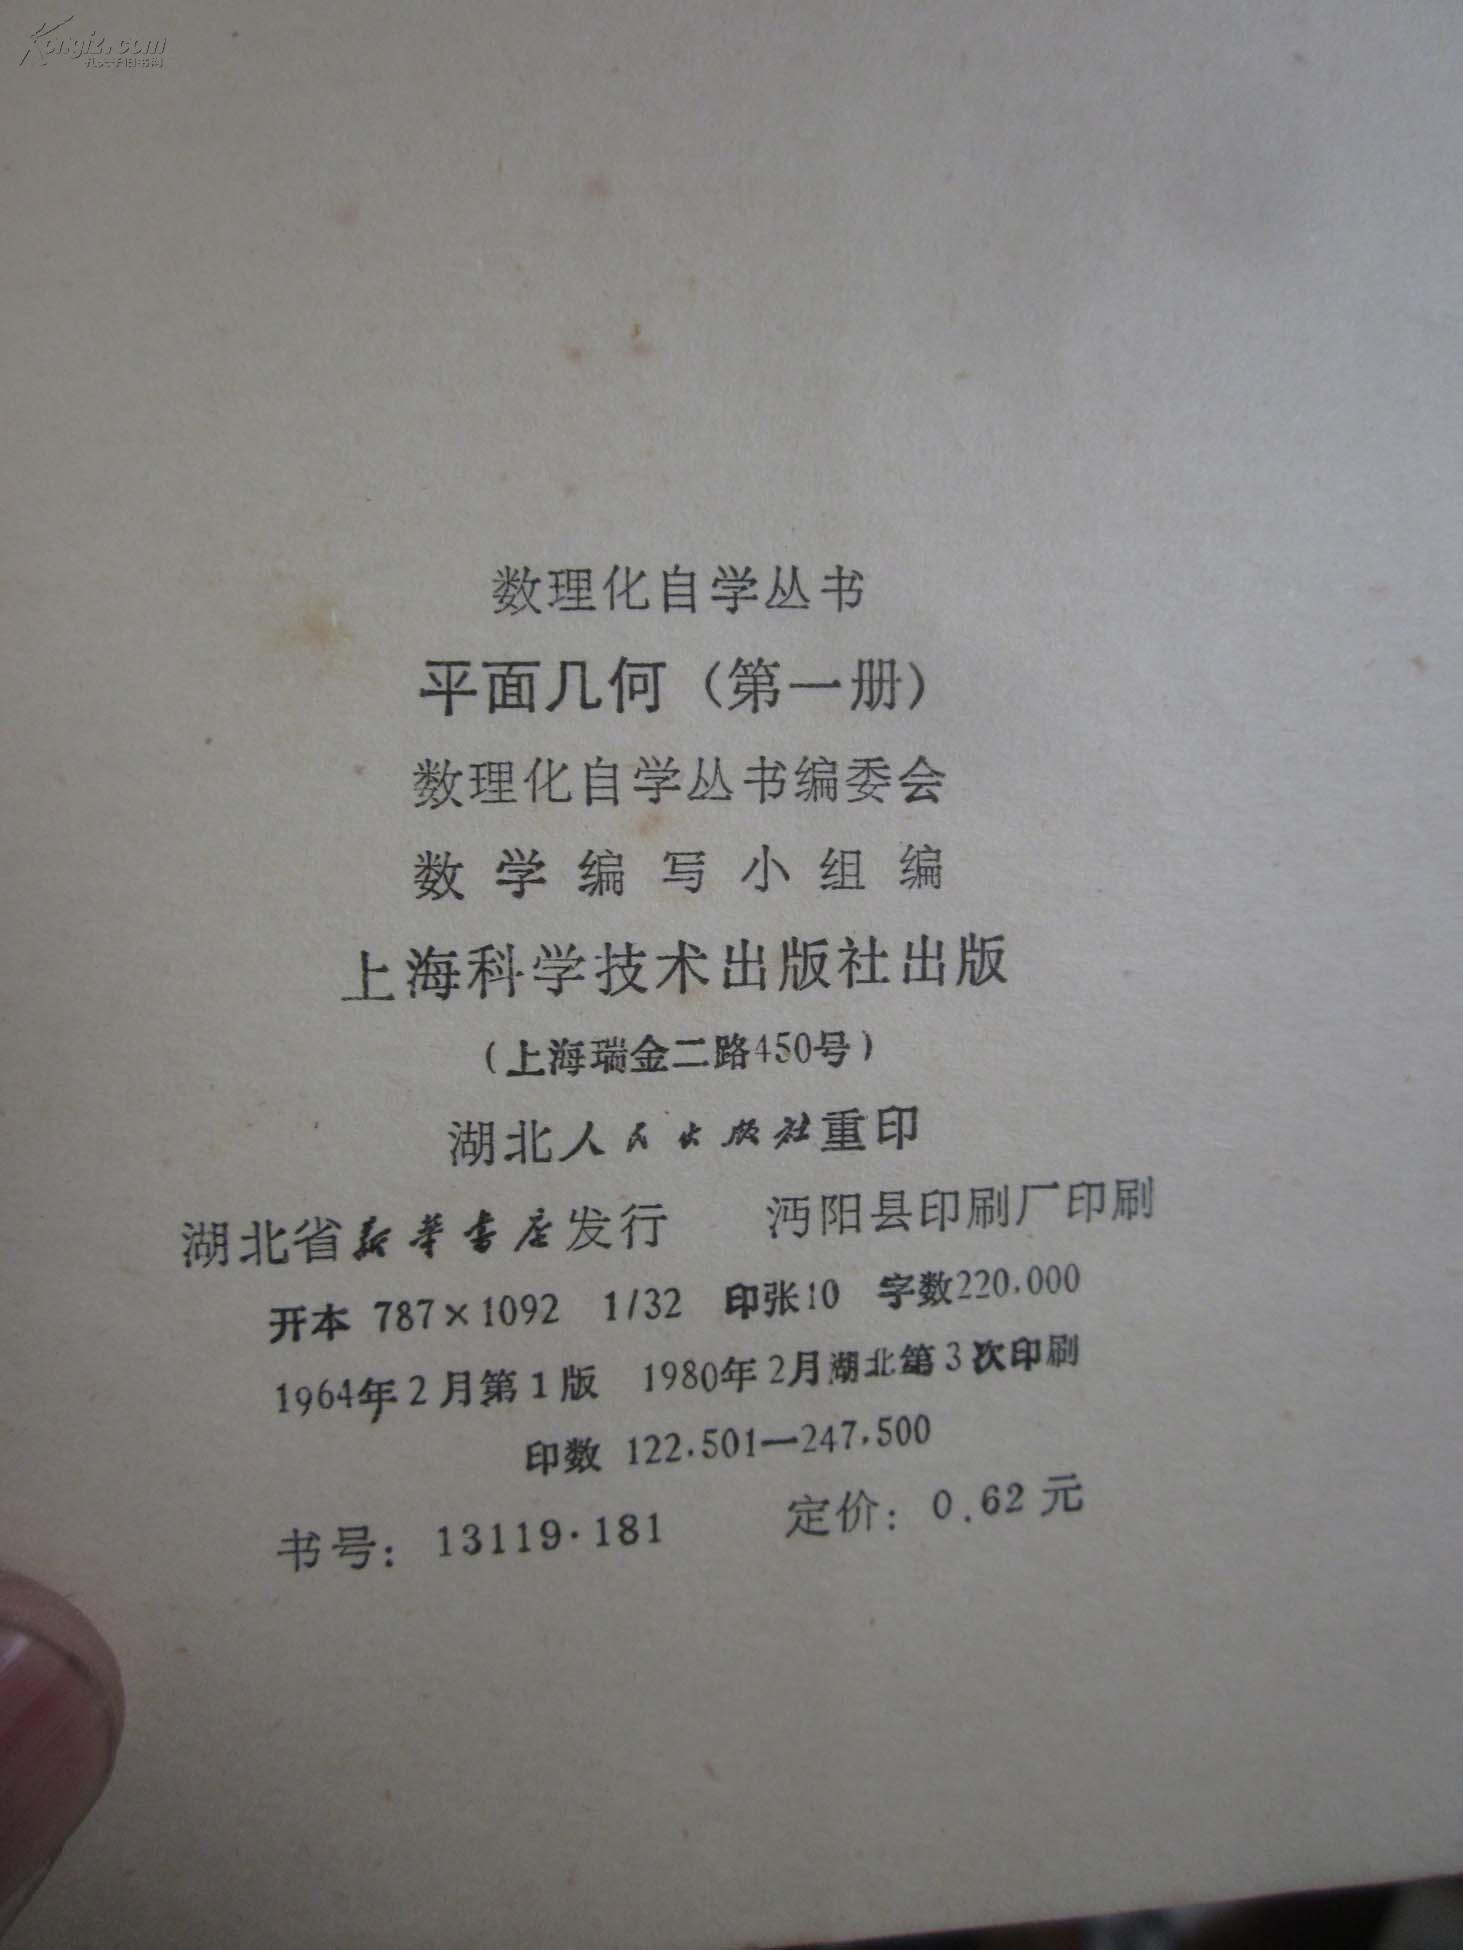 Kongfz.com
孔夫子旧书网
数理化自学丛书
平面几何（第一册）
数理化自学丛书编委会
数学编写小组编
上海科学技术出版社出版
（上海瑞金二路450号）
湖北人民出版社重印
湖北省新华书店发行 沔阳县印刷厂印刷
开本 787×1092 1/32 印张10 字数220,000
1964年2月第1版 1980年2月湖北第3次印刷
印数 122,501—247,500
书号：13119·181 定价：0.62元